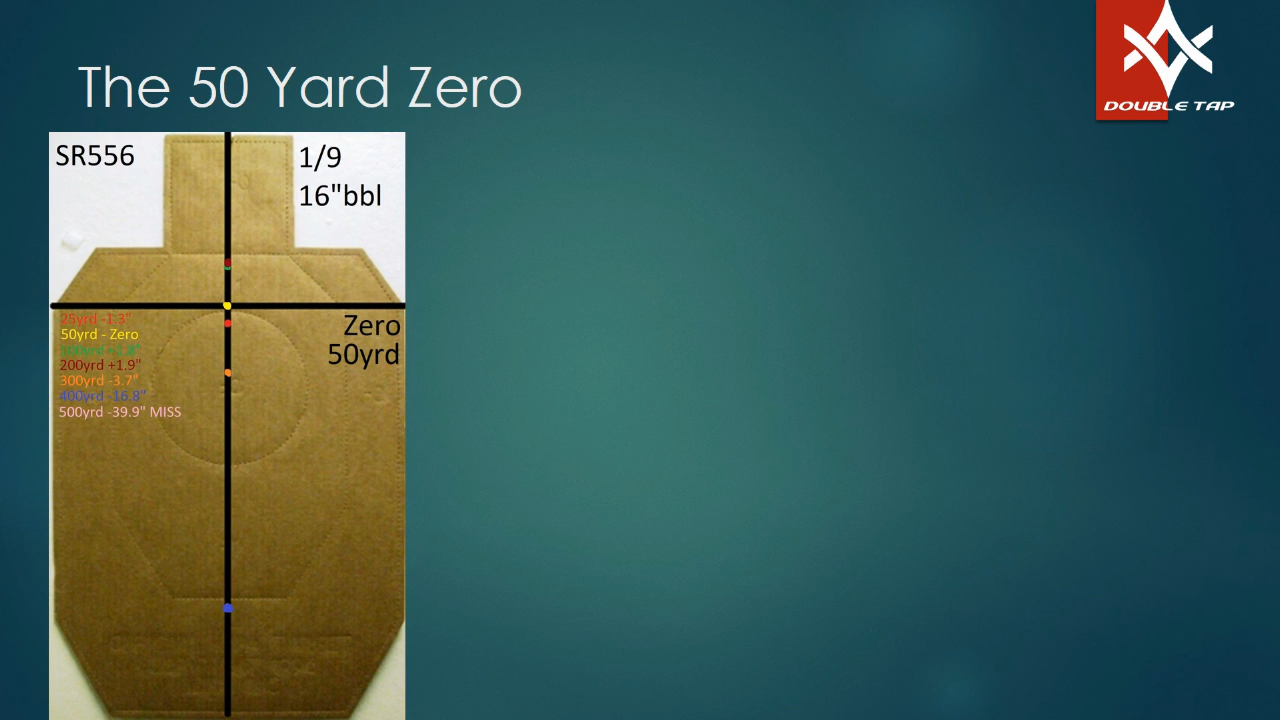 The 50 Yard Zero
DOUBLE TAP
SR556
1/9
16"bbl
Zero
50yrd
25yrd -1.3"
50yrd - Zero
200yrd +1.9"
300yrd -3.7"
400yrd -16.8"
500yrd -39.9" MISS